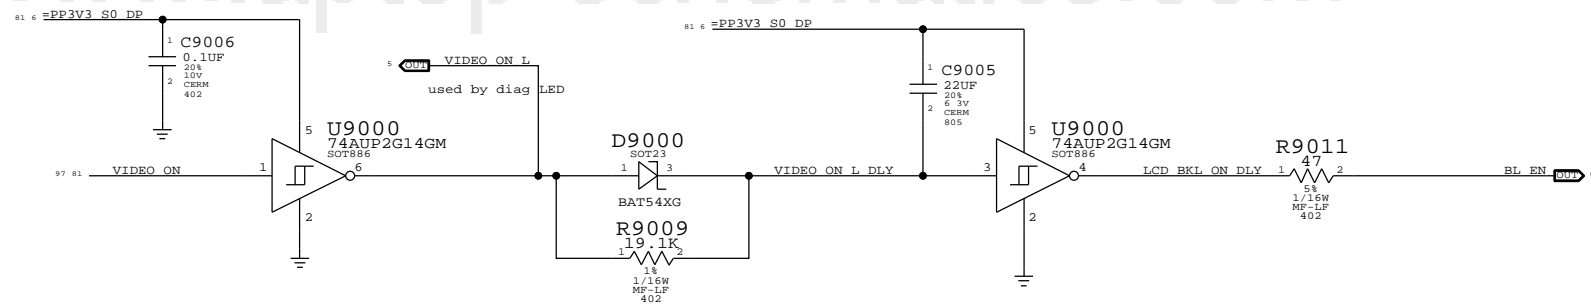 81 6 =PP3V3_S0_DP
1
C9006
0.1UF
20%
10V
CERM
402
2
5 OUT VIDEO_ON_L
used by diag LED
5
U9000
74AUP2G14GM
SOT886
97 81 VIDEO_ON 1
6
2
D9000
SOT23
1 3
BAT54XG
R9009
19.1K
1 2
1%
1/16W
MF-LF
402
81 6 =PP3V3_S0_DP
1
C9005
22UF
20%
6.3V
CERM
805
2
VIDEO_ON_L_DLY 3
5
U9000
74AUP2G14GM
SOT886
4
2
LCD_BKL_ON_DLY
R9011
47
1 2
5%
1/16W
MF-LF
402
BL_EN OUT